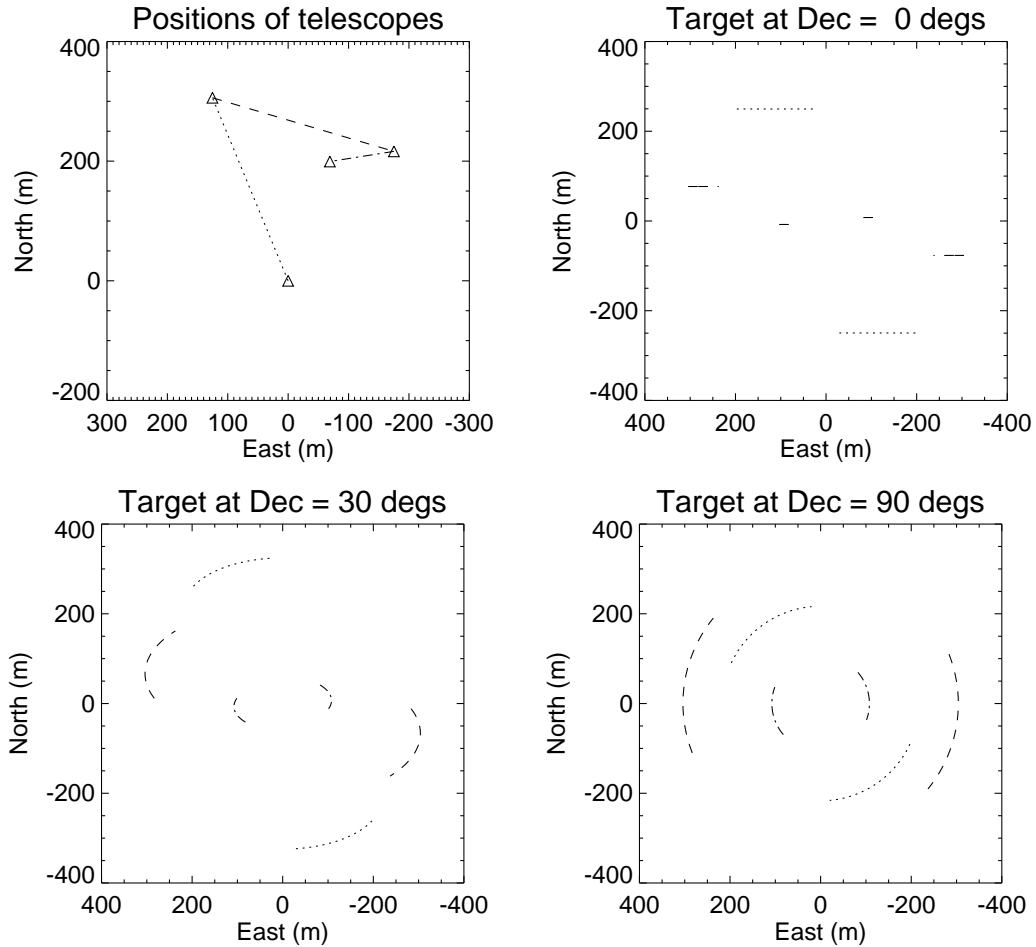 Positions of telescopes
400
200
0
-200
North (m)
300 200 100 0 -100 -200 -300
East (m)
Target at Dec =  0 degs
400
200
0
-200
-400
North (m)
400 200 0 -200 -400
East (m)
Target at Dec = 30 degs
400
200
0
-200
-400
North (m)
400 200 0 -200 -400
East (m)
Target at Dec = 90 degs
400
200
0
-200
-400
North (m)
400 200 0 -200 -400
East (m)